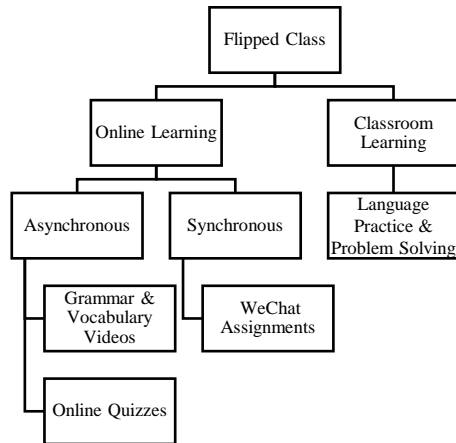 Flipped Class
Online Learning
Classroom
Learning
Asynchronous
Synchronous
Language
Practice &
Problem Solving
Grammar &
Vocabulary
Videos
WeChat
Assignments
Online Quizzes